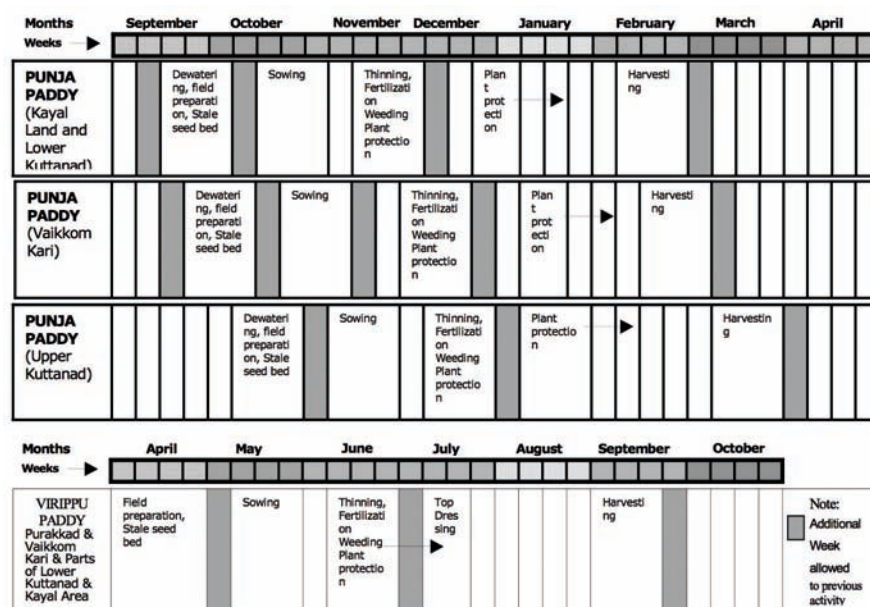 Months September October November December January February March April
Weeks
PUNJA
PADDY
(Kayal
Land and
Lower
Kuttanad)
Dewateri
ng, field
preparati
on, Stale
seed bed
Sowing
Thinning,
Fertilizati
on
Weeding
Plant
protectio
n
Plan
t
prot
ecti
on
Harvesti
ng
PUNJA
PADDY
(Vaikkom
Kari)
Dewateri
ng, field
preparati
on, Stale
seed bed
Sowing
Thinning,
Fertilizati
on
Weeding
Plant
protectio
n
Plan
t
prot
ecti
on
Harvesti
ng
PUNJA
PADDY
(Upper
Kuttanad)
Dewateri
ng, field
preparati
on, Stale
seed bed
Sowing
Thinning,
Fertilizati
on
Weeding
Plant
protectio
n
Plant
protectio
n
Harvestin
g
Months April May June July August September October
Weeks
VIRIPPU
PADDY
Purakkad &
Vaikkom
Kari & Parts
of Lower
Kuttanad &
Kayal Area
Field
preparation,
Stale seed
bed
Sowing
Thinning,
Fertilizati
on
Weeding
Plant
protectio
n
Top
Dres
sing
Harvesti
ng
Note:
Additional
Week
allowed
to previous
activity